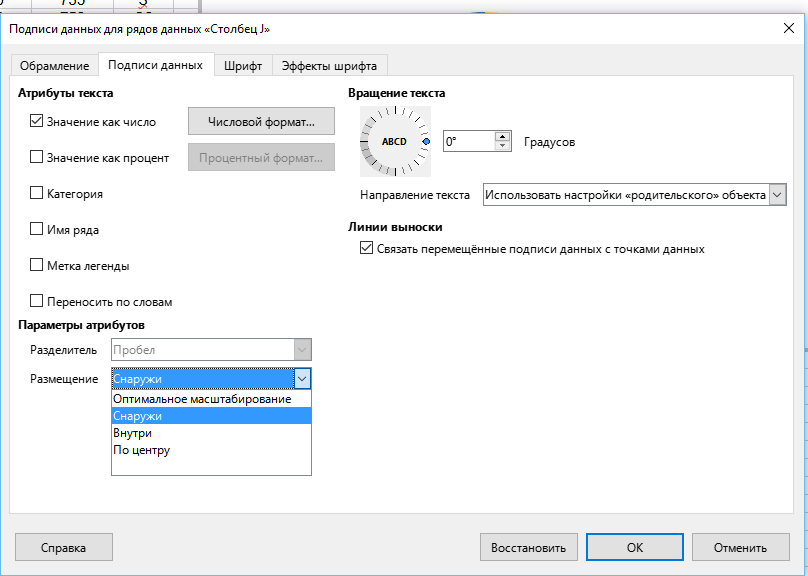 755 3
Подписи данных для рядов данных «Столбец J»
Обрамление Подписи данных Шрифт Эффекты шрифта
Атрибуты текста
Значение как число Числовой формат...
Значение как процент Процентный формат...
Категория
Имя ряда
Метка легенды
Переносить по словам
Параметры атрибутов
Разделитель Пробел
Размещение Снаружи
Оптимальное масштабирование
Снаружи
Внутри
По центру
Вращение текста
ABCD 0° Градусов
Направление текста Использовать настройки «родительского» объекта
Линии выноски
Связать перемещённые подписи данных с точками данных
Справка Восстановить OK Отменить